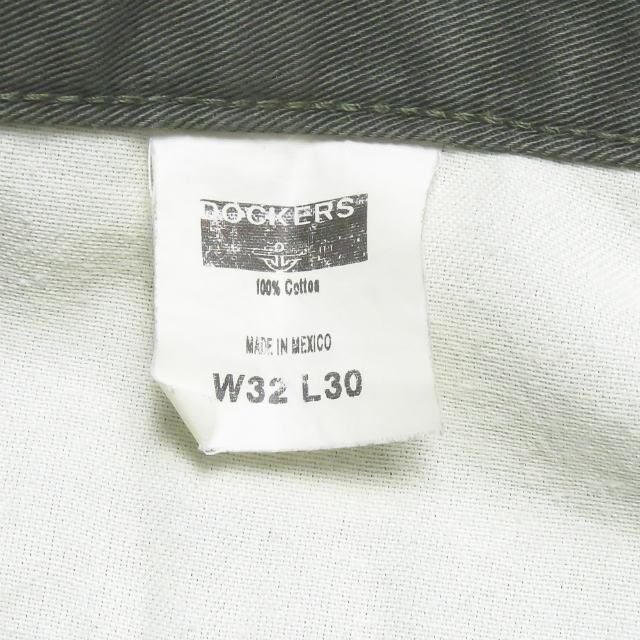 DOCKERS
100% Cotton
MADE IN MEXICO
W32 L30